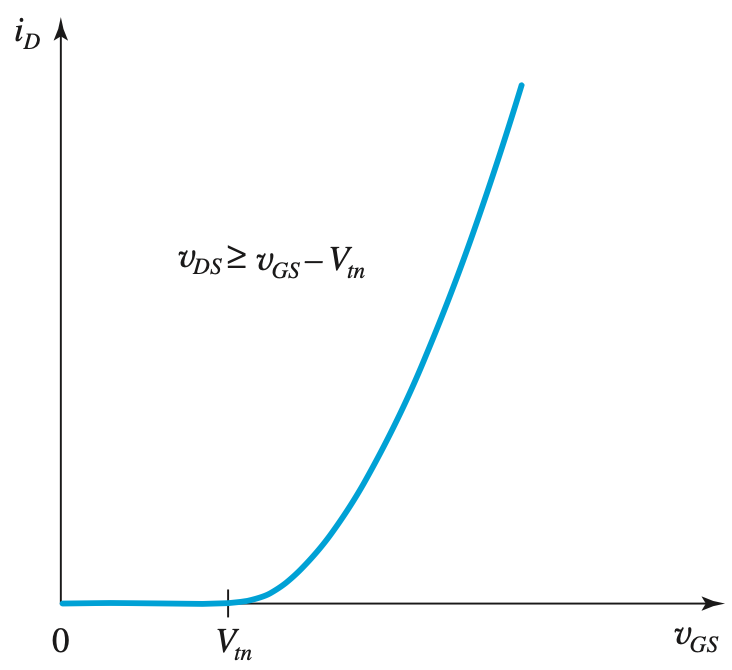 i_D
v_DS ≥ v_GS – V_tn
0
V_tn
v_GS